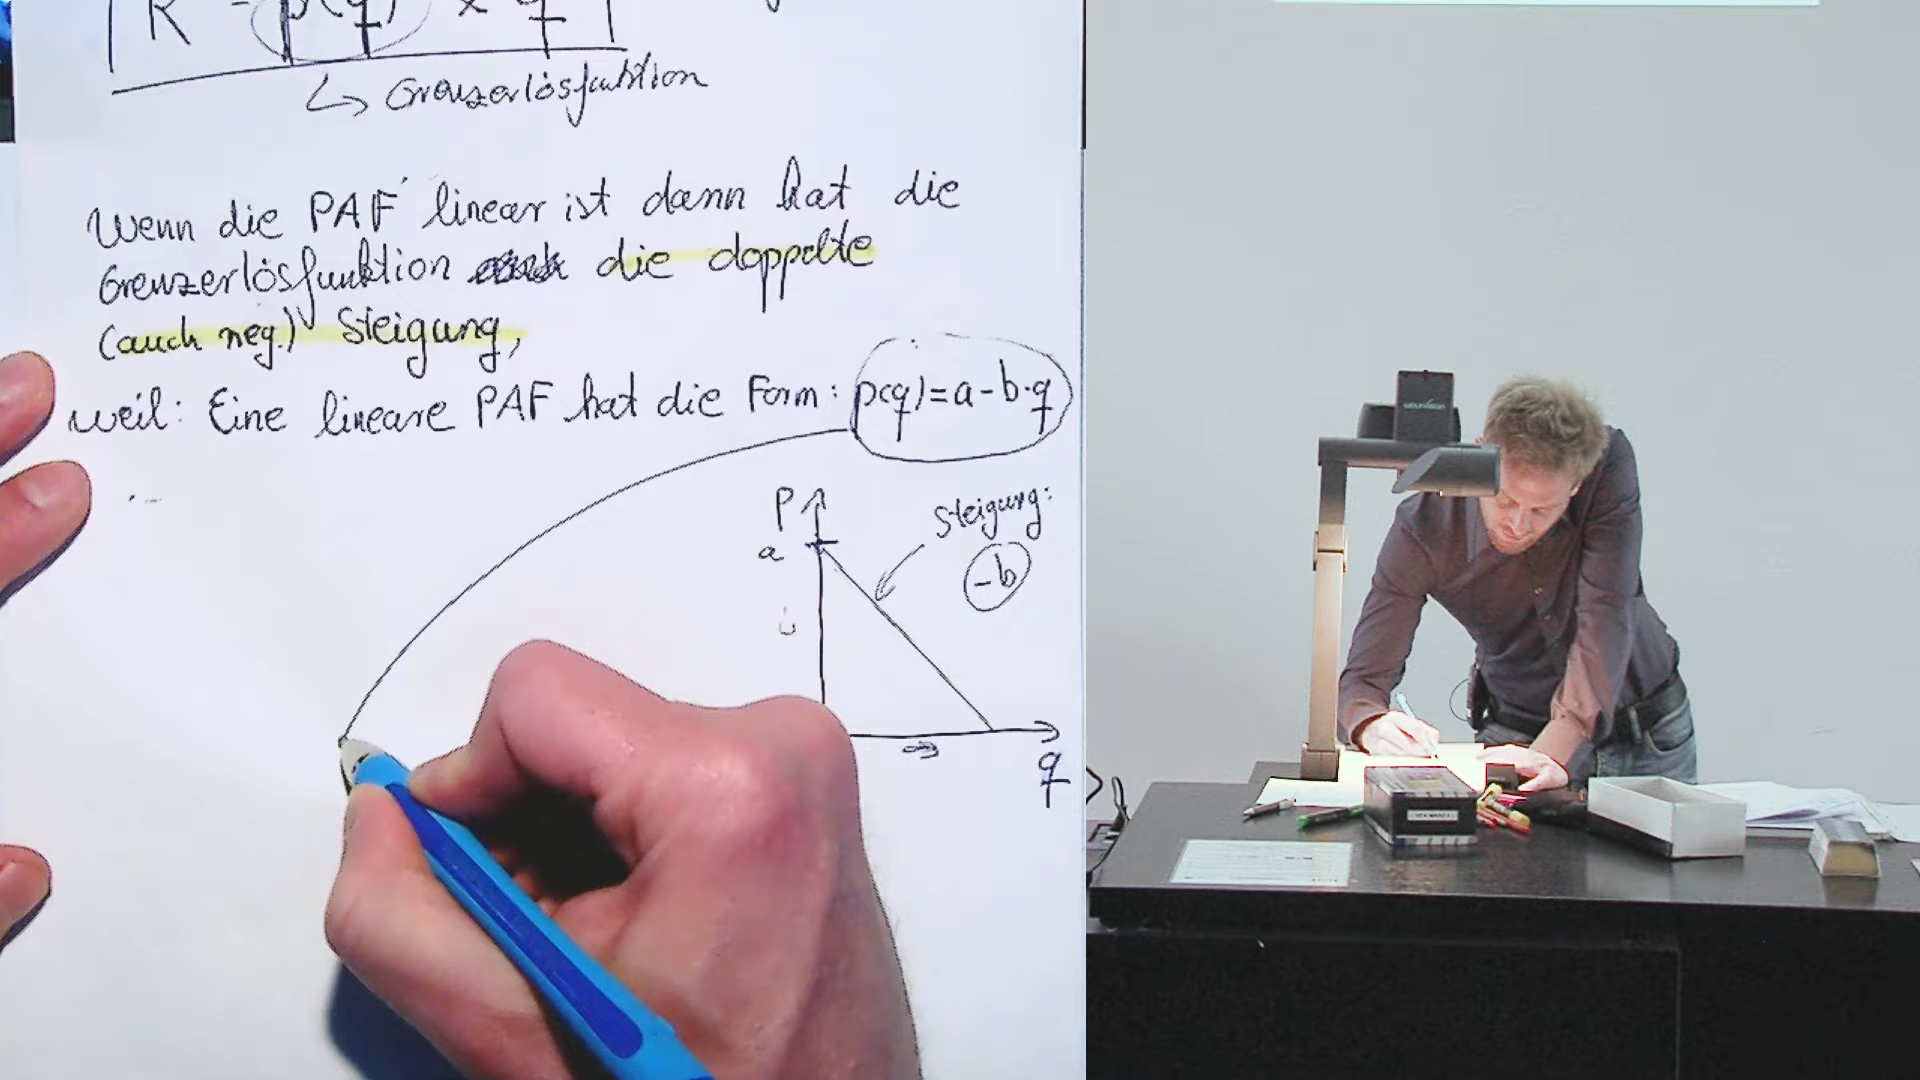 R = p(q) x q
↳ Grenzerlösfunktion
Wenn die PAF linear ist dann hat die
Grenzerlösfunktion die doppelte
(auch neg.) Steigung,
weil: Eine lineare PAF hat die Form: p(q)=a-b·q
P
Steigung:
a
-b
q